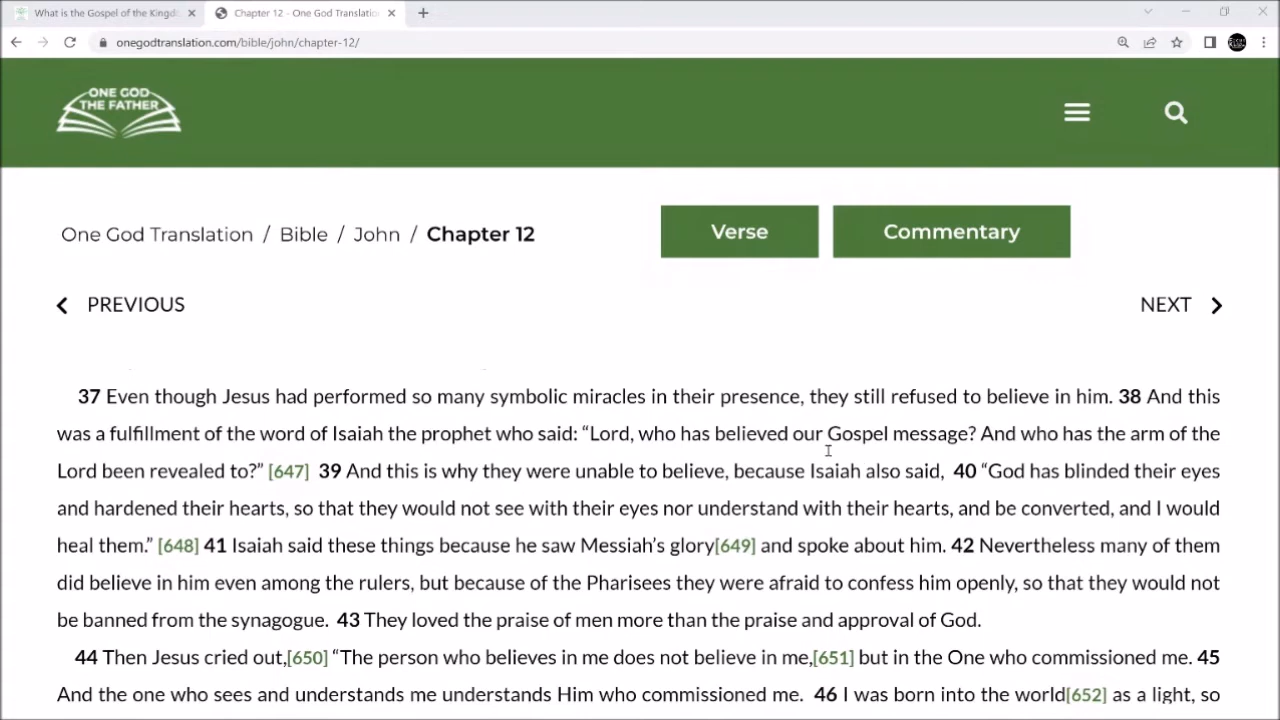 What is the Gospel of the Kingd
Chapter 12 - One God Translatio
onegodtranslation.com/bible/john/chapter-12/
ONE GOD
THE FATHER
One God Translation / Bible / John / Chapter 12
Verse
Commentary
PREVIOUS
NEXT
37 Even though Jesus had performed so many symbolic miracles in their presence, they still refused to believe in him. 38 And this
was a fulfillment of the word of Isaiah the prophet who said: “Lord, who has believed our Gospel message? And who has the arm of the
Lord been revealed to?” [647] 39 And this is why they were unable to believe, because Isaiah also said, 40 “God has blinded their eyes
and hardened their hearts, so that they would not see with their eyes nor understand with their hearts, and be converted, and I would
heal them.” [648] 41 Isaiah said these things because he saw Messiah’s glory[649] and spoke about him. 42 Nevertheless many of them
did believe in him even among the rulers, but because of the Pharisees they were afraid to confess him openly, so that they would not
be banned from the synagogue. 43 They loved the praise of men more than the praise and approval of God.
44 Then Jesus cried out,[650] “The person who believes in me does not believe in me,[651] but in the One who commissioned me. 45
And the one who sees and understands me understands Him who commissioned me. 46 I was born into the world[652] as a light, so